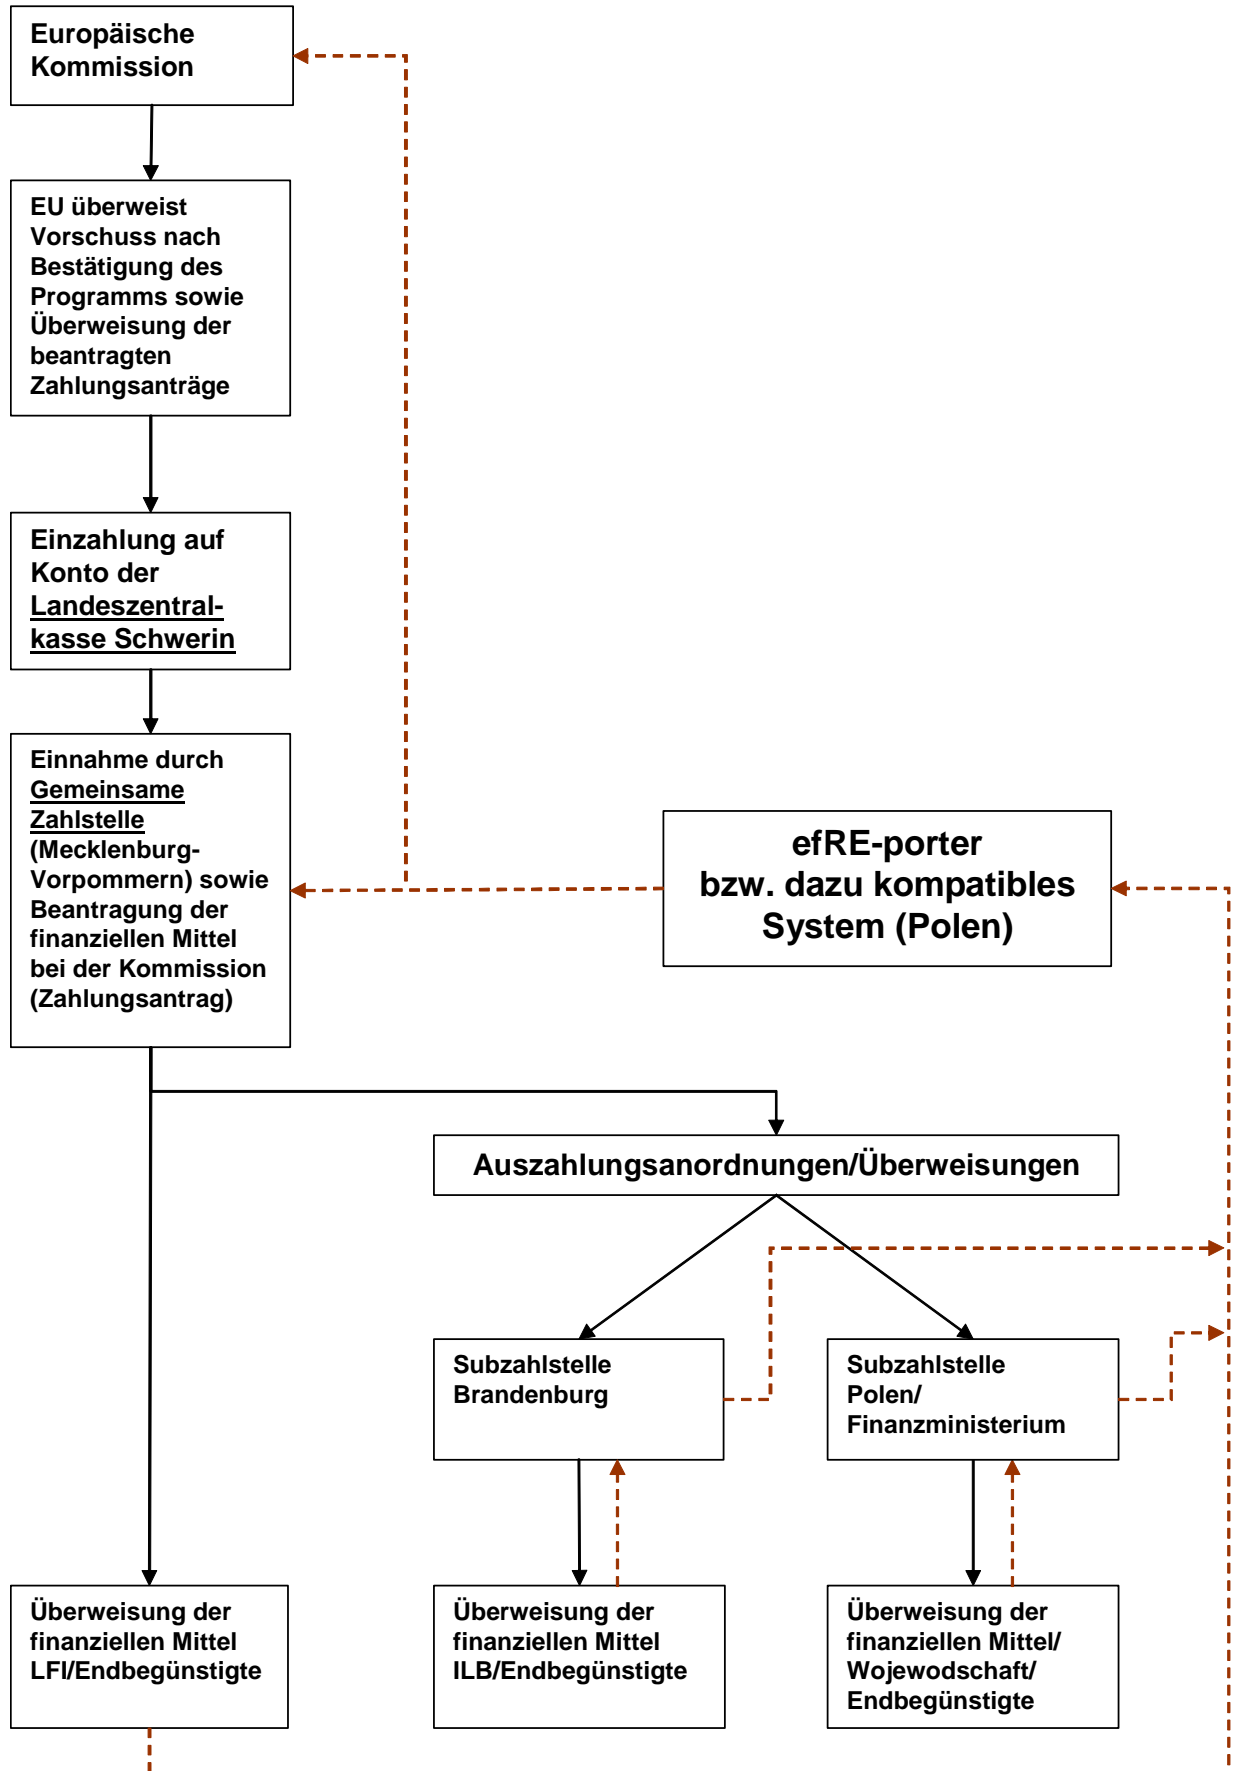 Europäische
Kommission
EU überweist
Vorschuss nach
Bestätigung des
Programms sowie
Überweisung der
beantragten
Zahlungsanträge
Einzahlung auf
Konto der
Landeszentral-
kasse Schwerin
Einnahme durch
Gemeinsame
Zahlstelle
(Mecklenburg-
Vorpommern) sowie
Beantragung der
finanziellen Mittel
bei der Kommission
(Zahlungsantrag)
efRE-porter
bzw. dazu kompatibles
System (Polen)
Auszahlungsanordnungen/Überweisungen
Subzahlstelle
Brandenburg
Subzahlstelle
Polen/
Finanzministerium
Überweisung der
finanziellen Mittel
LFI/Endbegünstigte
Überweisung der
finanziellen Mittel
ILB/Endbegünstigte
Überweisung der
finanziellen Mittel/
Wojewodschaft/
Endbegünstigte